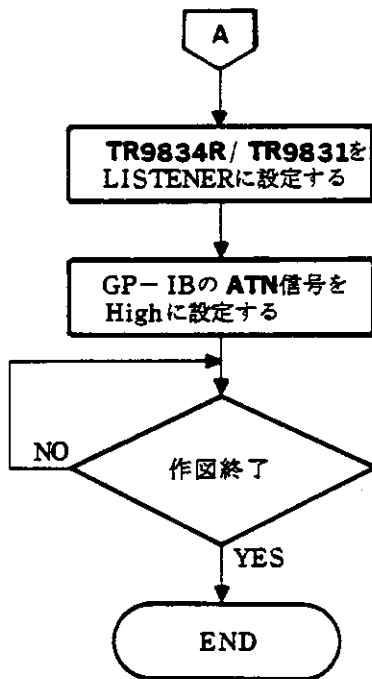 A
TR9834R/ TR9831を
LISTENERに設定する
GP-IBの ATN信号を
Highに設定する
NO
作図終了
YES
END